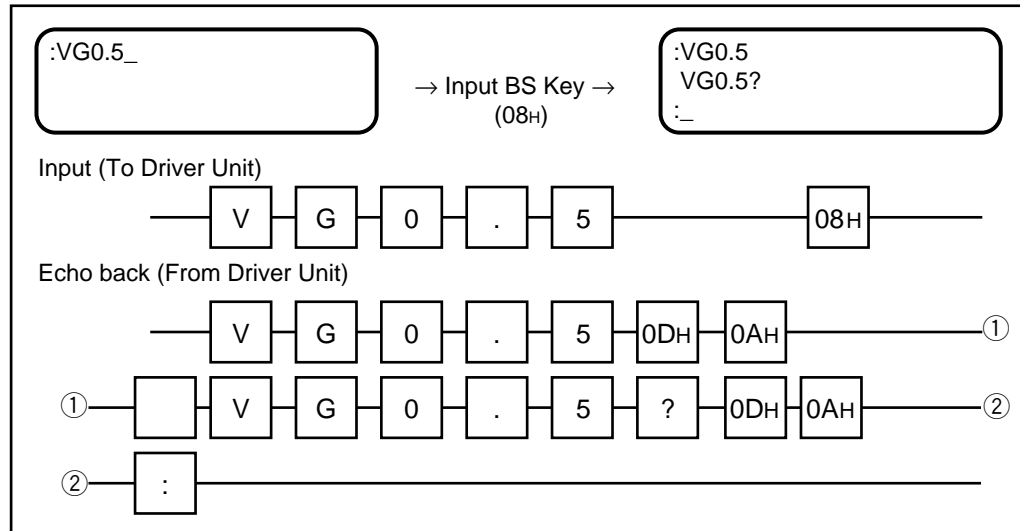 :VG0.5_
→ Input BS Key →
(08H)
:VG0.5
VG0.5?
:_
Input (To Driver Unit)
V G 0 . 5 08H
Echo back (From Driver Unit)
V G 0 . 5 0DH 0AH ①
① V G 0 . 5 ? 0DH 0AH ②
② :